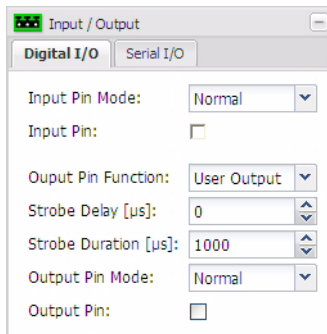 Input / Output
Digital I/O Serial I/O
Input Pin Mode: Normal
Input Pin:
Ouput Pin Function: User Output
Strobe Delay [µs]: 0
Strobe Duration [µs]: 1000
Output Pin Mode: Normal
Output Pin: